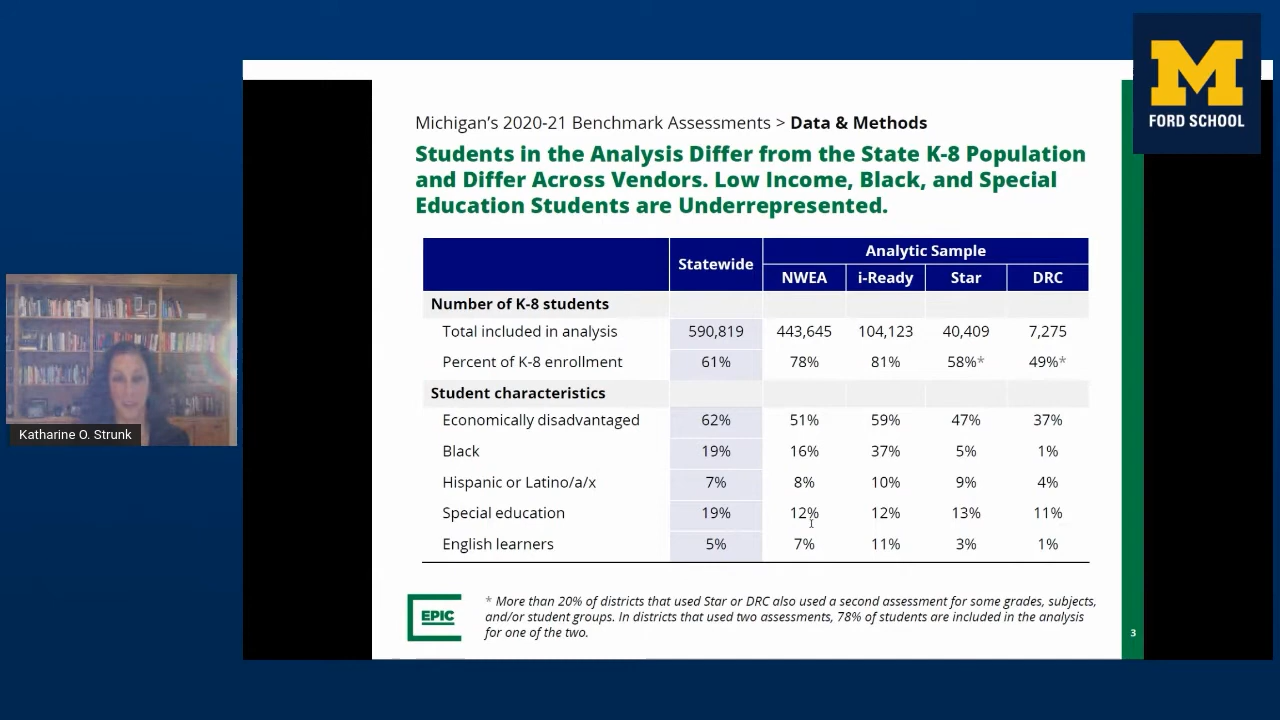 M
FORD SCHOOL
Michigan's 2020-21 Benchmark Assessments > Data & Methods
Students in the Analysis Differ from the State K-8 Population
and Differ Across Vendors. Low Income, Black, and Special
Education Students are Underrepresented.
Statewide Analytic Sample
NWEA i-Ready Star DRC
Number of K-8 students
Total included in analysis 590,819 443,645 104,123 40,409 7,275
Percent of K-8 enrollment 61% 78% 81% 58%* 49%*
Student characteristics
Economically disadvantaged 62% 51% 59% 47% 37%
Black 19% 16% 37% 5% 1%
Hispanic or Latino/a/x 7% 8% 10% 9% 4%
Special education 19% 12% 12% 13% 11%
English learners 5% 7% 11% 3% 1%
Katharine O. Strunk
EPIC
* More than 20% of districts that used Star or DRC also used a second assessment for some grades, subjects,
and/or student groups. In districts that used two assessments, 78% of students are included in the analysis
for one of the two.
3